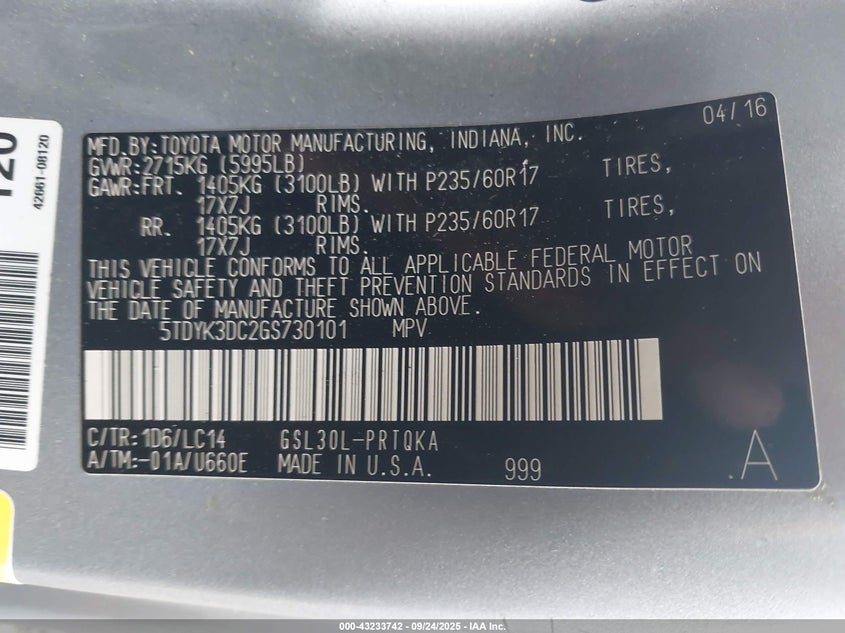 120
42661-08120
04/16
MFD.BY: TOYOTA MOTOR MANUFACTURING, INDIANA, INC.
GVWR: 2715KG (5995LB)
GAWR: FRT. 1405KG (3100LB) WITH P235/60R17 TIRES,
17X7J RIMS.
RR. 1405KG (3100LB) WITH P235/60R17 TIRES,
17X7J RIMS.
THIS VEHICLE CONFORMS TO ALL APPLICABLE FEDERAL MOTOR
VEHICLE SAFETY AND THEFT PREVENTION STANDARDS IN EFFECT ON
THE DATE OF MANUFACTURE SHOWN ABOVE.
5TDYK3DC2GS730101 MPV
C/TR: 1D6/LC14 GSL30L-PRTQKA
A/TM:-01A/U660E MADE IN U.S.A. 999
.A
000-43233742 - 09/24/2025 - IAA Inc.